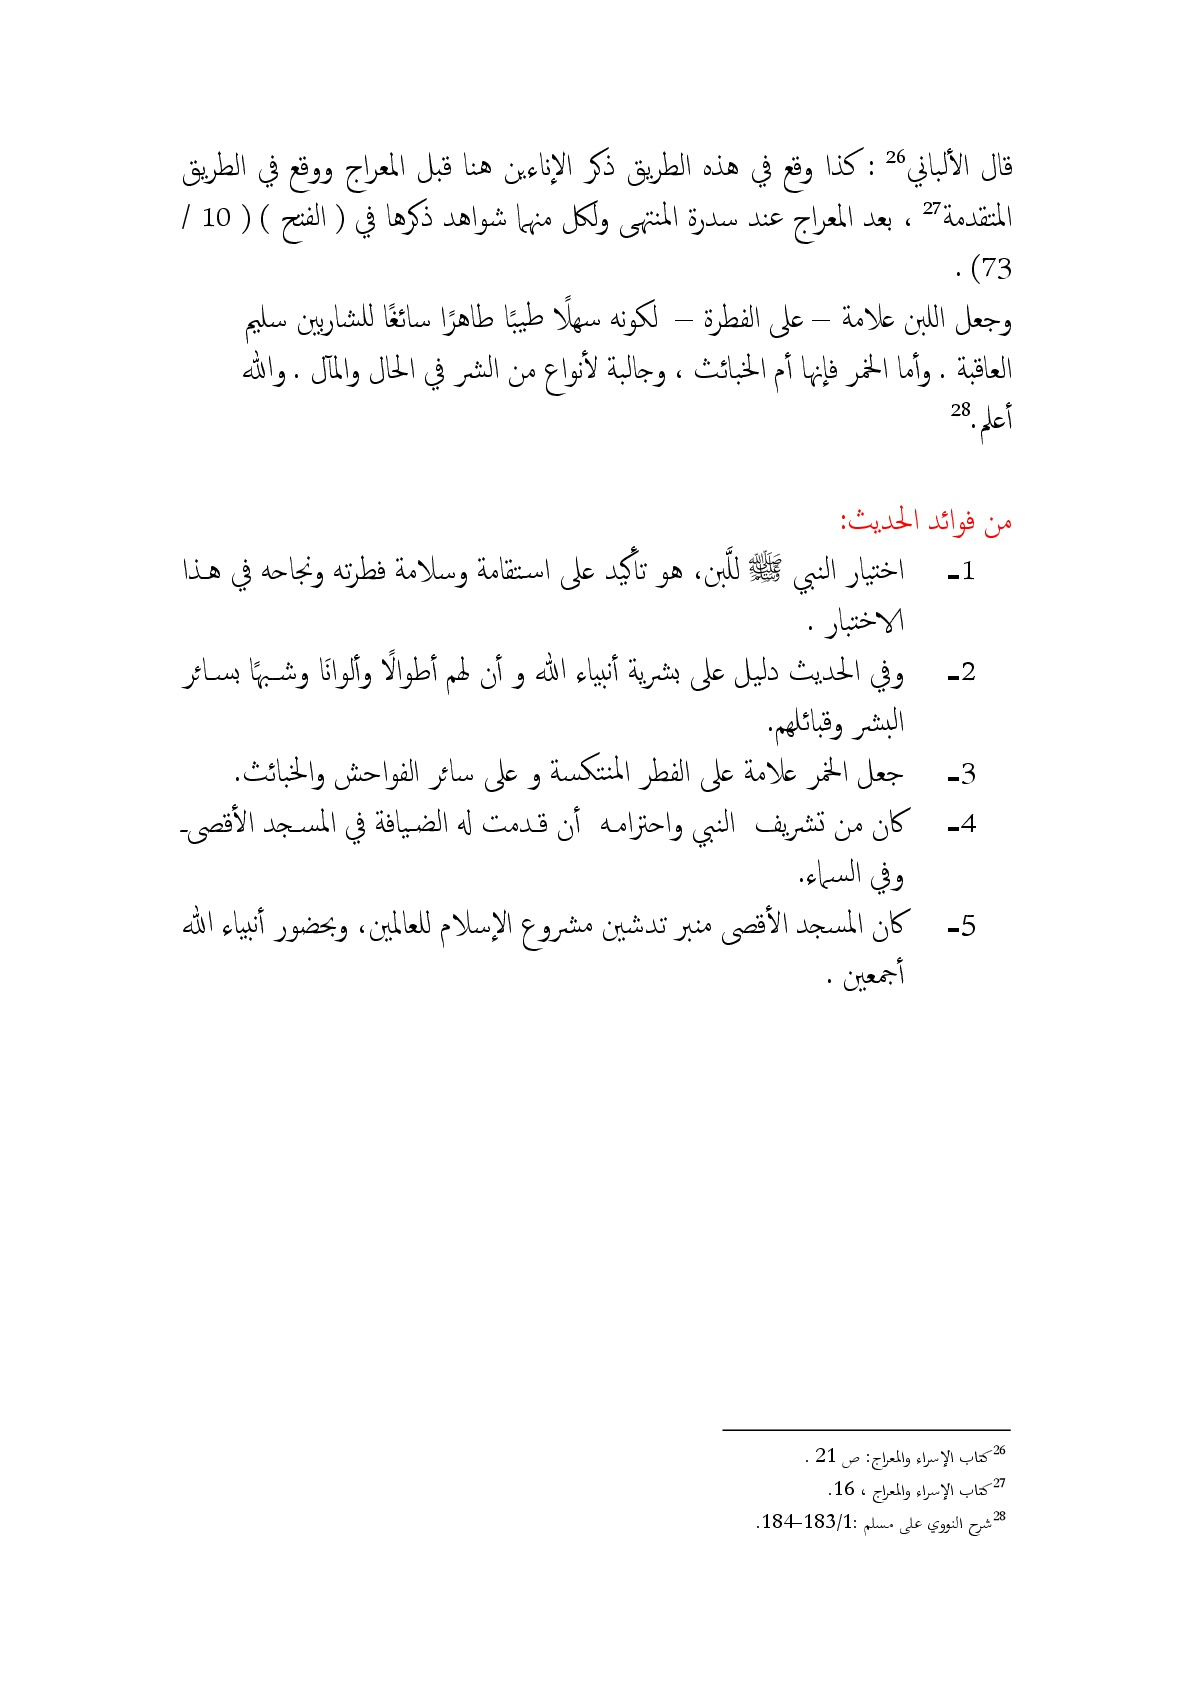 قال الألباني26 : كذا وقع في هذه الطريق ذكر الإناءين هنا قبل المعراج ووقع في الطريق
المتقدمة27 ، بعد المعراج عند سدرة المنتهى ولكل منهما شواهد ذكرها في ( الفتح ) ( 10 /
73) .
وجعل اللبن علامة – على الفطرة – لكونه سهلًا طيبًا طاهرًا سائغًا للشاربين سليم
العاقبة . وأما الخمر فإنها أم الخبائث ، وجالبة لأنواع من الشر في الحال والمآل . والله
أعلم.28
من فوائد الحديث:
1- اختيار النبي ﷺ للَّبن، هو تأكيد على استقامة وسلامة فطرته ونجاحه في هذا
الاختبار .
2- وفي الحديث دليل على بشرية أنبياء الله و أن لهم أطوالًا وألوانَا وشبهًا بسائر
البشر وقبائلهم.
3- جعل الخمر علامة على الفطر المنتكسة و على سائر الفواحش والخبائث.
4- كان من تشريف النبي واحترامه أن قدمت له الضيافة في المسجد الأقصى
وفي السماء.
5- كان المسجد الأقصى منبر تدشين مشروع الإسلام للعالمين، وبحضور أنبياء الله
أجمعين .
26كتاب الإسراء والمعراج: ص 21 .
27كتاب الإسراء والمعراج ، 16.
28شرح النووي على مسلم :183/1–184.